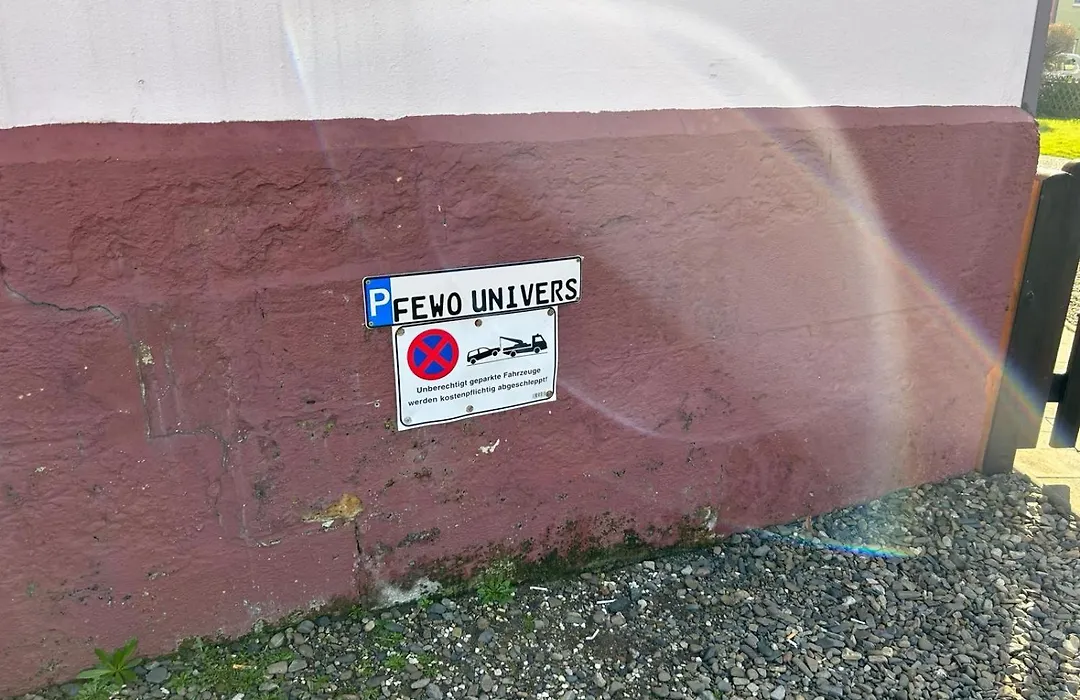 P FEWO UNIVERS
Unberechtigt geparkte Fahrzeuge
werden kostenpflichtig abgeschleppt!